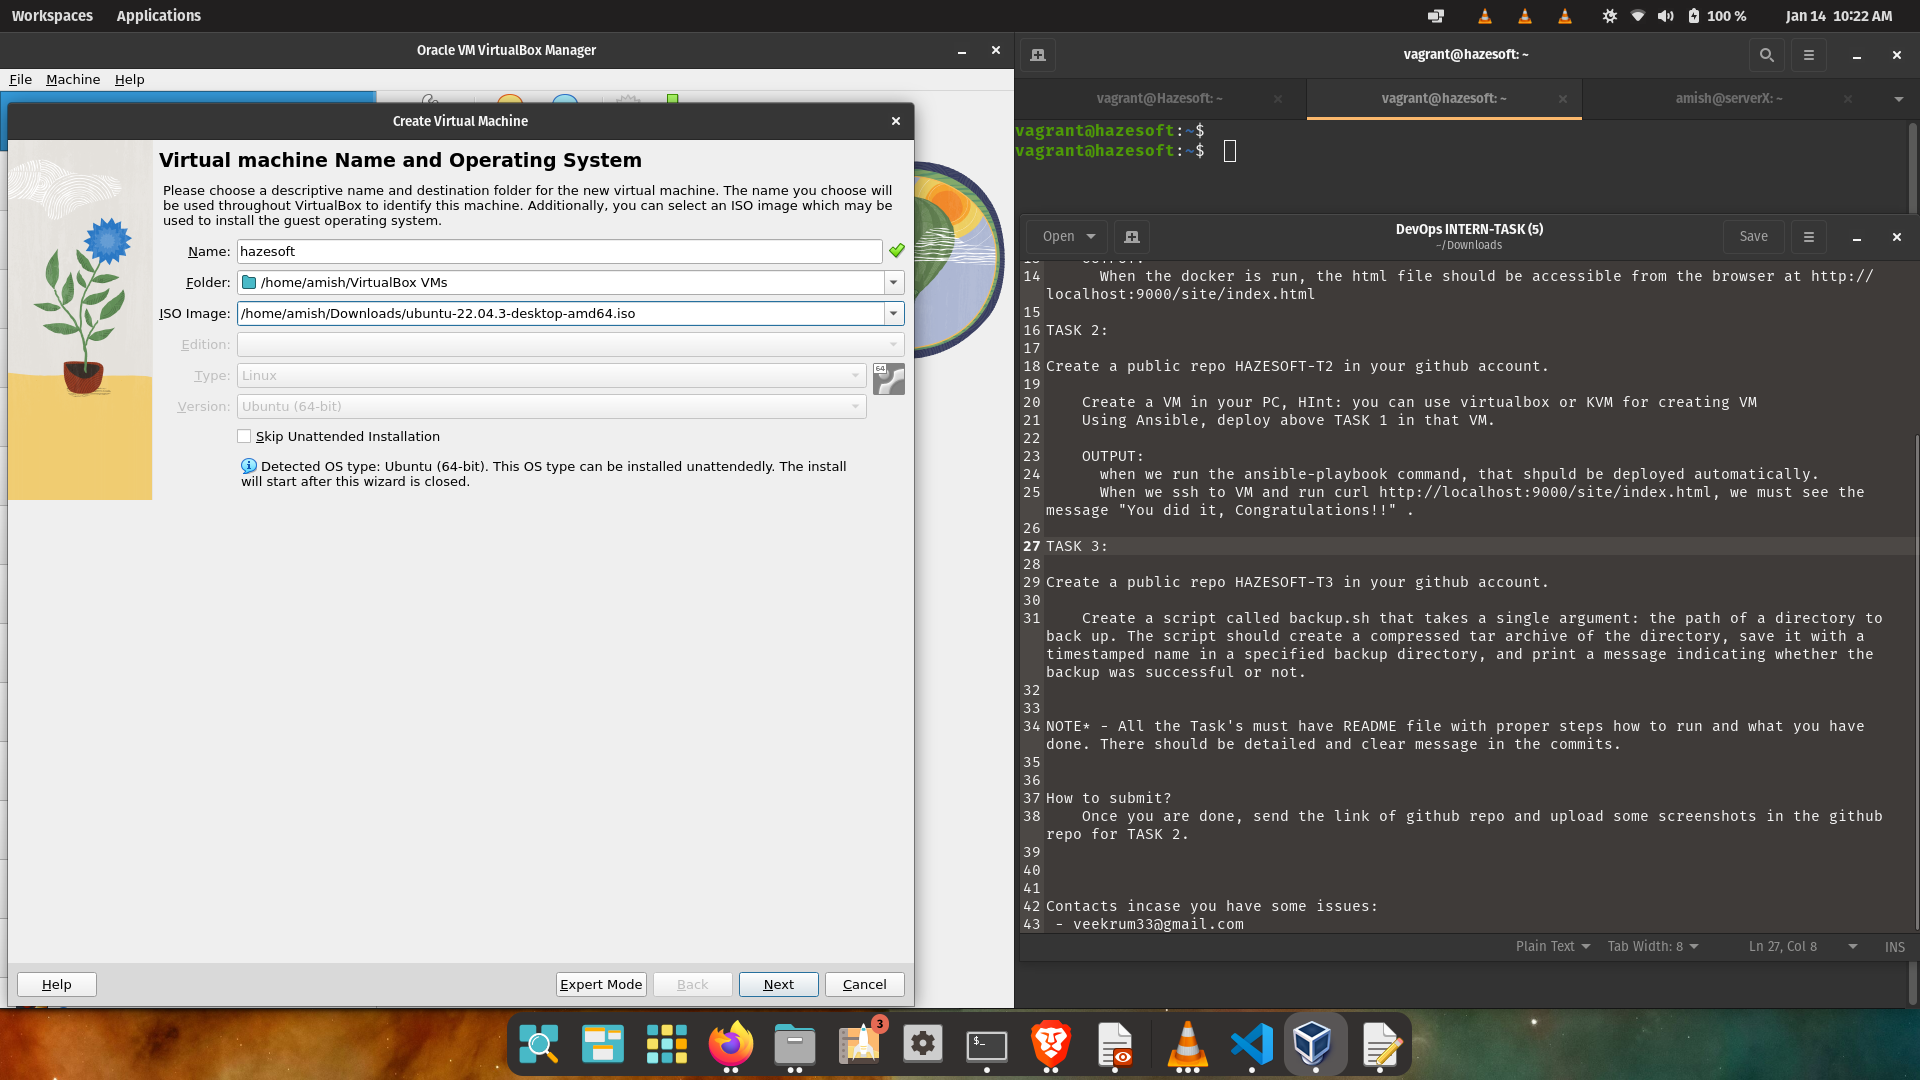 Workspaces Applications
100 % Jan 14 10:22 AM
Oracle VM VirtualBox Manager
File Machine Help
Create Virtual Machine
Virtual machine Name and Operating System
Please choose a descriptive name and destination folder for the new virtual machine. The name you choose will
be used throughout VirtualBox to identify this machine. Additionally, you can select an ISO image which may be
used to install the guest operating system.
Name: hazesoft
Folder: /home/amish/VirtualBox VMs
ISO Image: /home/amish/Downloads/ubuntu-22.04.3-desktop-amd64.iso
Edition:
Type: Linux
64
Version: Ubuntu (64-bit)
Skip Unattended Installation
Detected OS type: Ubuntu (64-bit). This OS type can be installed unattendedly. The install
will start after this wizard is closed.
Help Expert Mode Back Next Cancel
vagrant@hazesoft: ~
vagrant@Hazesoft: ~ vagrant@hazesoft: ~ amish@serverX: ~
vagrant@hazesoft:~$
vagrant@hazesoft:~$
Open DevOps INTERN-TASK (5) Save
~/Downloads
14 When the docker is run, the html file should be accessible from the browser at http://
localhost:9000/site/index.html
15
16 TASK 2:
17
18 Create a public repo HAZESOFT-T2 in your github account.
19
20 Create a VM in your PC, HInt: you can use virtualbox or KVM for creating VM
21 Using Ansible, deploy above TASK 1 in that VM.
22
23 OUTPUT:
24 when we run the ansible-playbook command, that shpuld be deployed automatically.
25 When we ssh to VM and run curl http://localhost:9000/site/index.html, we must see the
message "You did it, Congratulations!!" .
26
27 TASK 3:
28
29 Create a public repo HAZESOFT-T3 in your github account.
30
31 Create a script called backup.sh that takes a single argument: the path of a directory to
back up. The script should create a compressed tar archive of the directory, save it with a
timestamped name in a specified backup directory, and print a message indicating whether the
backup was successful or not.
32
33
34 NOTE* - All the Task's must have README file with proper steps how to run and what you have
done. There should be detailed and clear message in the commits.
35
36
37 How to submit?
38 Once you are done, send the link of github repo and upload some screenshots in the github
repo for TASK 2.
39
40
41
42 Contacts incase you have some issues:
43 - veekrum33@gmail.com
Plain Text Tab Width: 8 Ln 27, Col 8 INS
3
$_